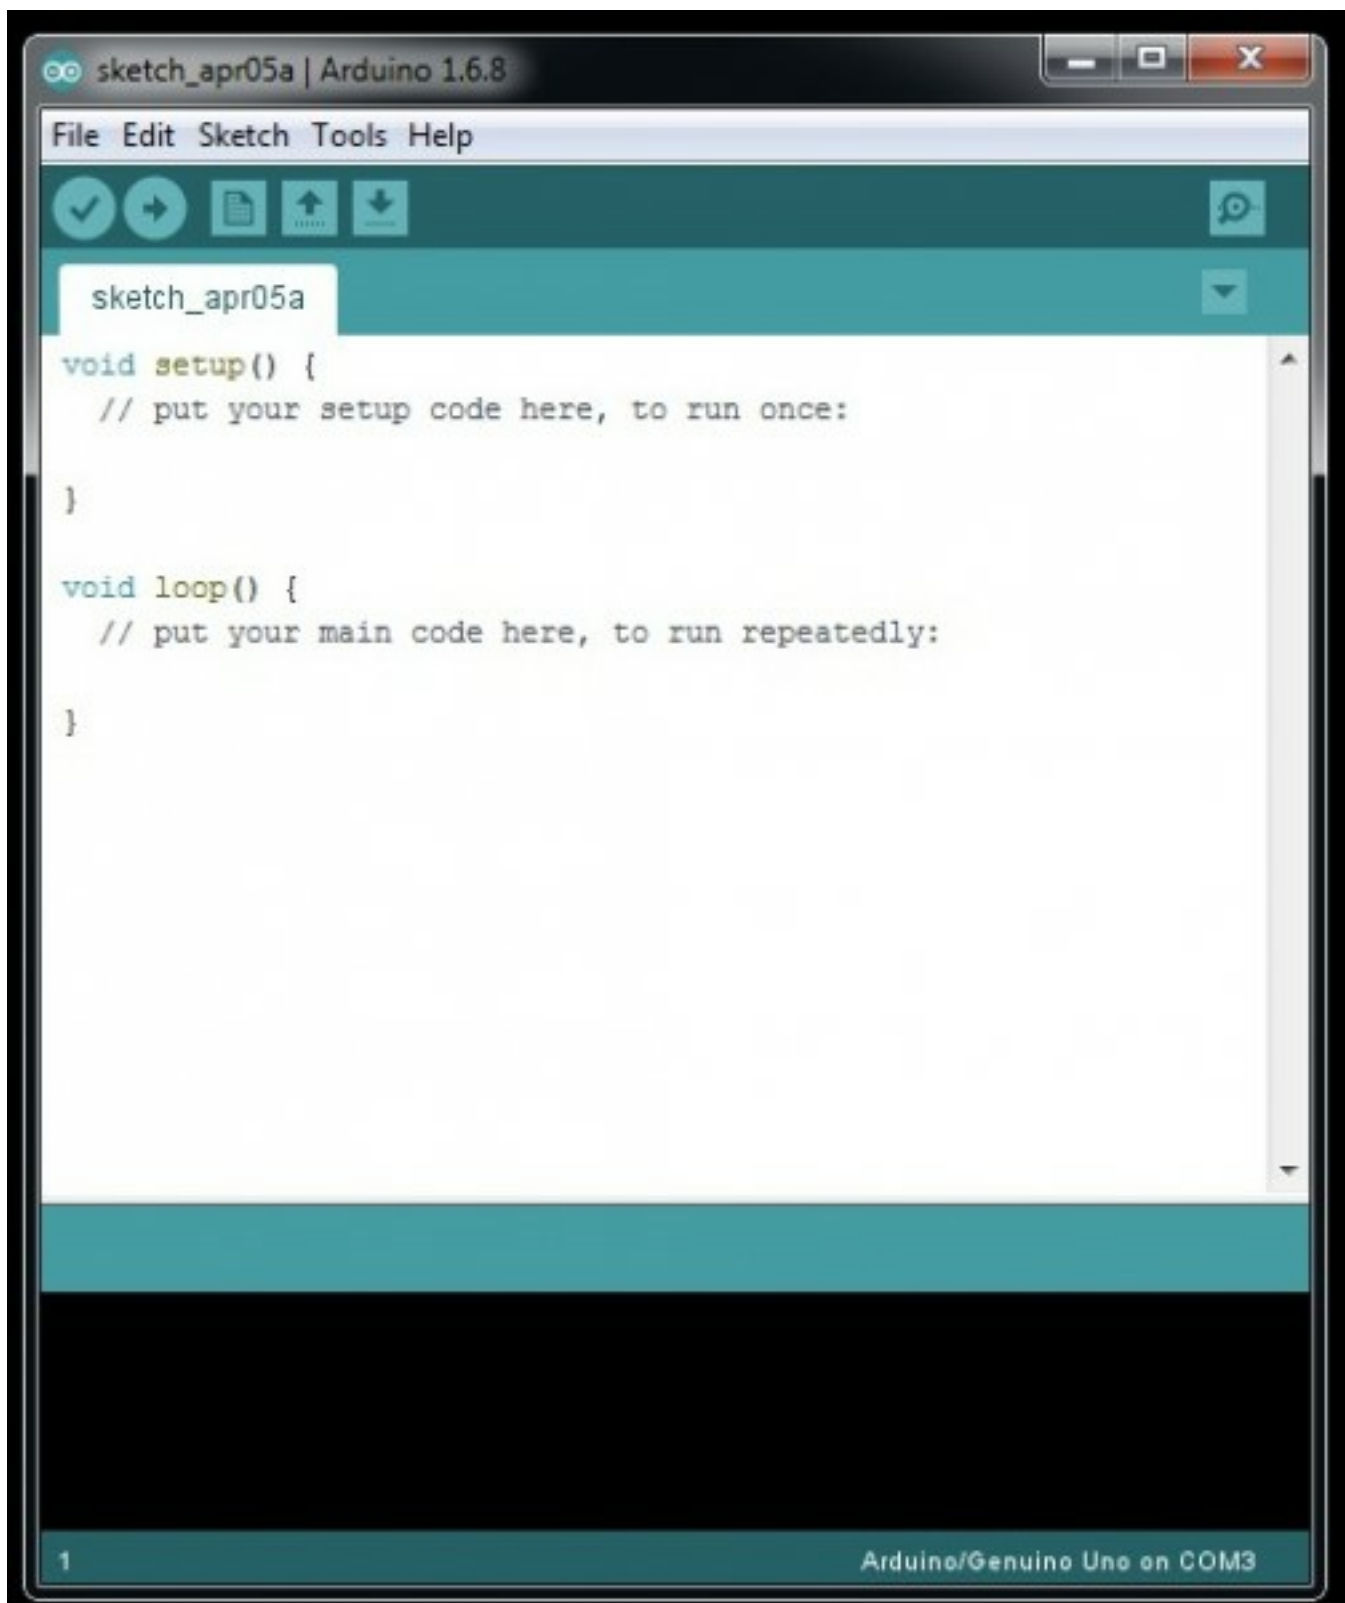 sketch_apr05a | Arduino 1.6.8
File Edit Sketch Tools Help
sketch_apr05a
void setup() {
  // put your setup code here, to run once:
}
void loop() {
  // put your main code here, to run repeatedly:
}
1 Arduino/Genuino Uno on COM3